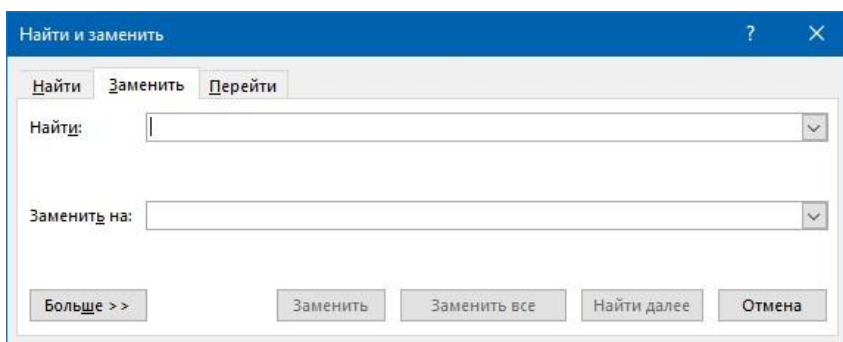 Найти и заменить
Найти Заменить Перейти
Найти:
Заменить на:
Больше >> Заменить Заменить все Найти далее Отмена